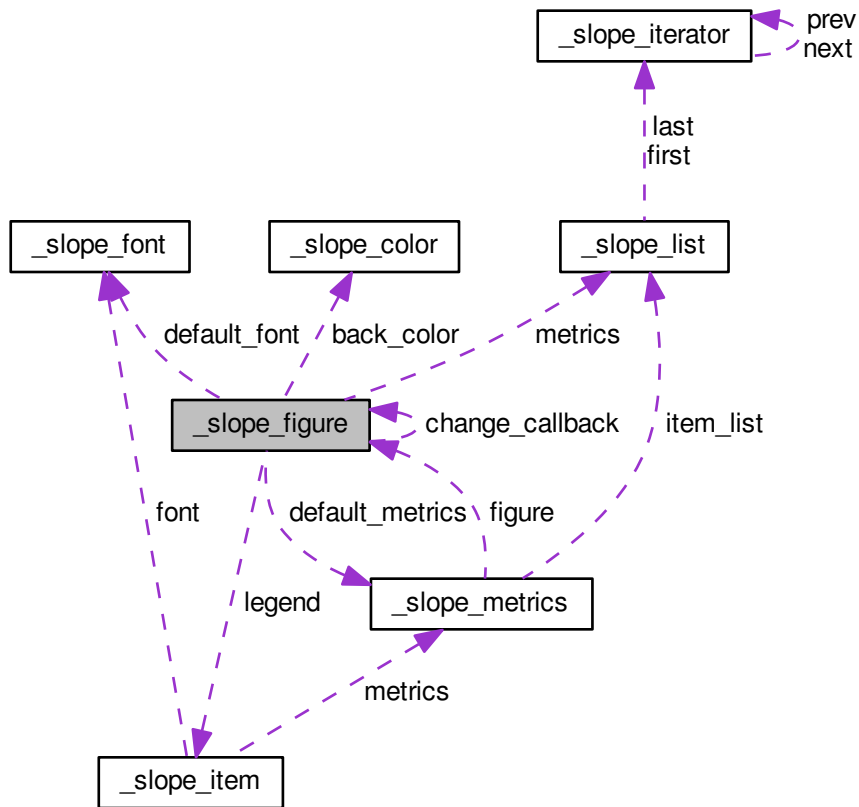 _slope_iterator
prev
next
last
first
_slope_font
_slope_color
_slope_list
default_font
back_color
metrics
_slope_figure
change_callback
item_list
font
default_metrics
figure
legend
_slope_metrics
metrics
_slope_item